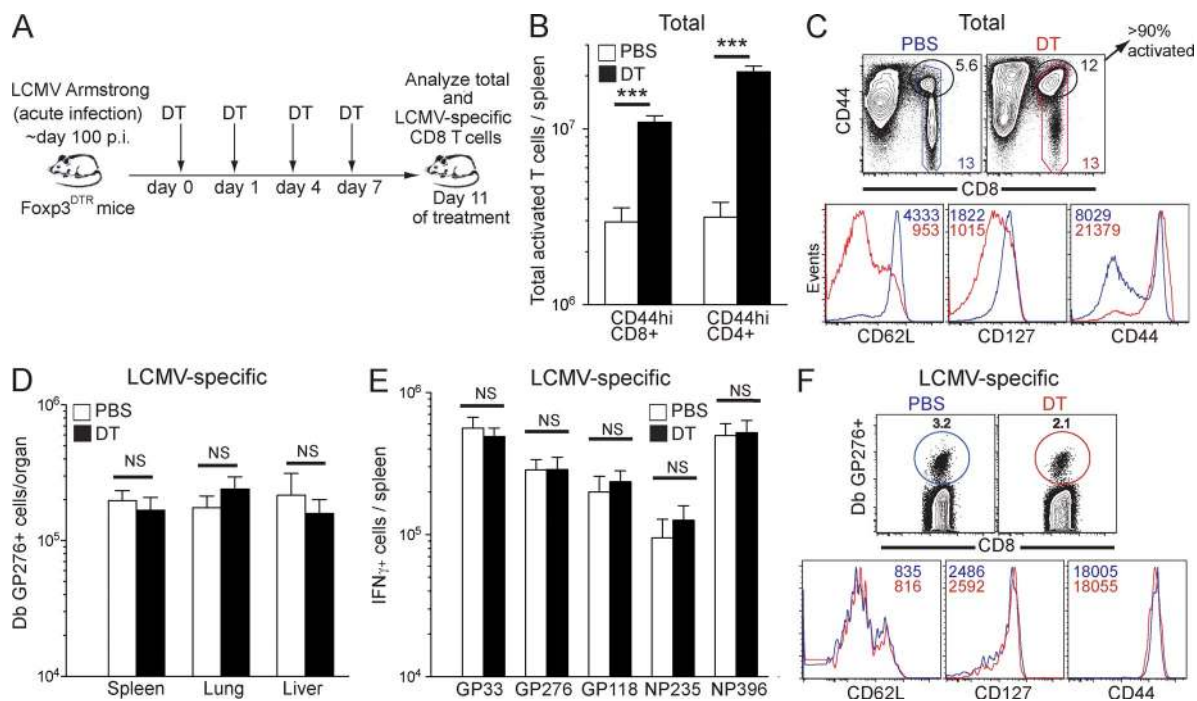 A
LCMV Armstrong
(acute infection)
~day 100 p.i.
Foxp3DTR mice
DT DT DT DT
day 0 day 1 day 4 day 7
Analyze total
and
LCMV-specific
CD8 T cells
Day 11
of treatment
B
Total
Total activated T cells / spleen
PBS
DT
***
***
10⁷
10⁶
CD44hi
CD8+
CD44hi
CD4+
C
Total
>90%
activated
PBS DT
CD44
5.6
13
12
13
CD8
Events
4333
953
1822
1015
8029
21379
CD62L CD127 CD44
D
LCMV-specific
Db GP276+ cells/organ
PBS
DT
NS NS NS
10⁶
10⁵
10⁴
Spleen Lung Liver
E
LCMV-specific
IFNγ+ cells / spleen
NS NS NS NS NS
PBS
DT
10⁶
10⁵
10⁴
GP33 GP276 GP118 NP235 NP396
F
LCMV-specific
PBS DT
Db GP276+
3.2 2.1
CD8
835
816
2486
2592
18005
18055
CD62L CD127 CD44